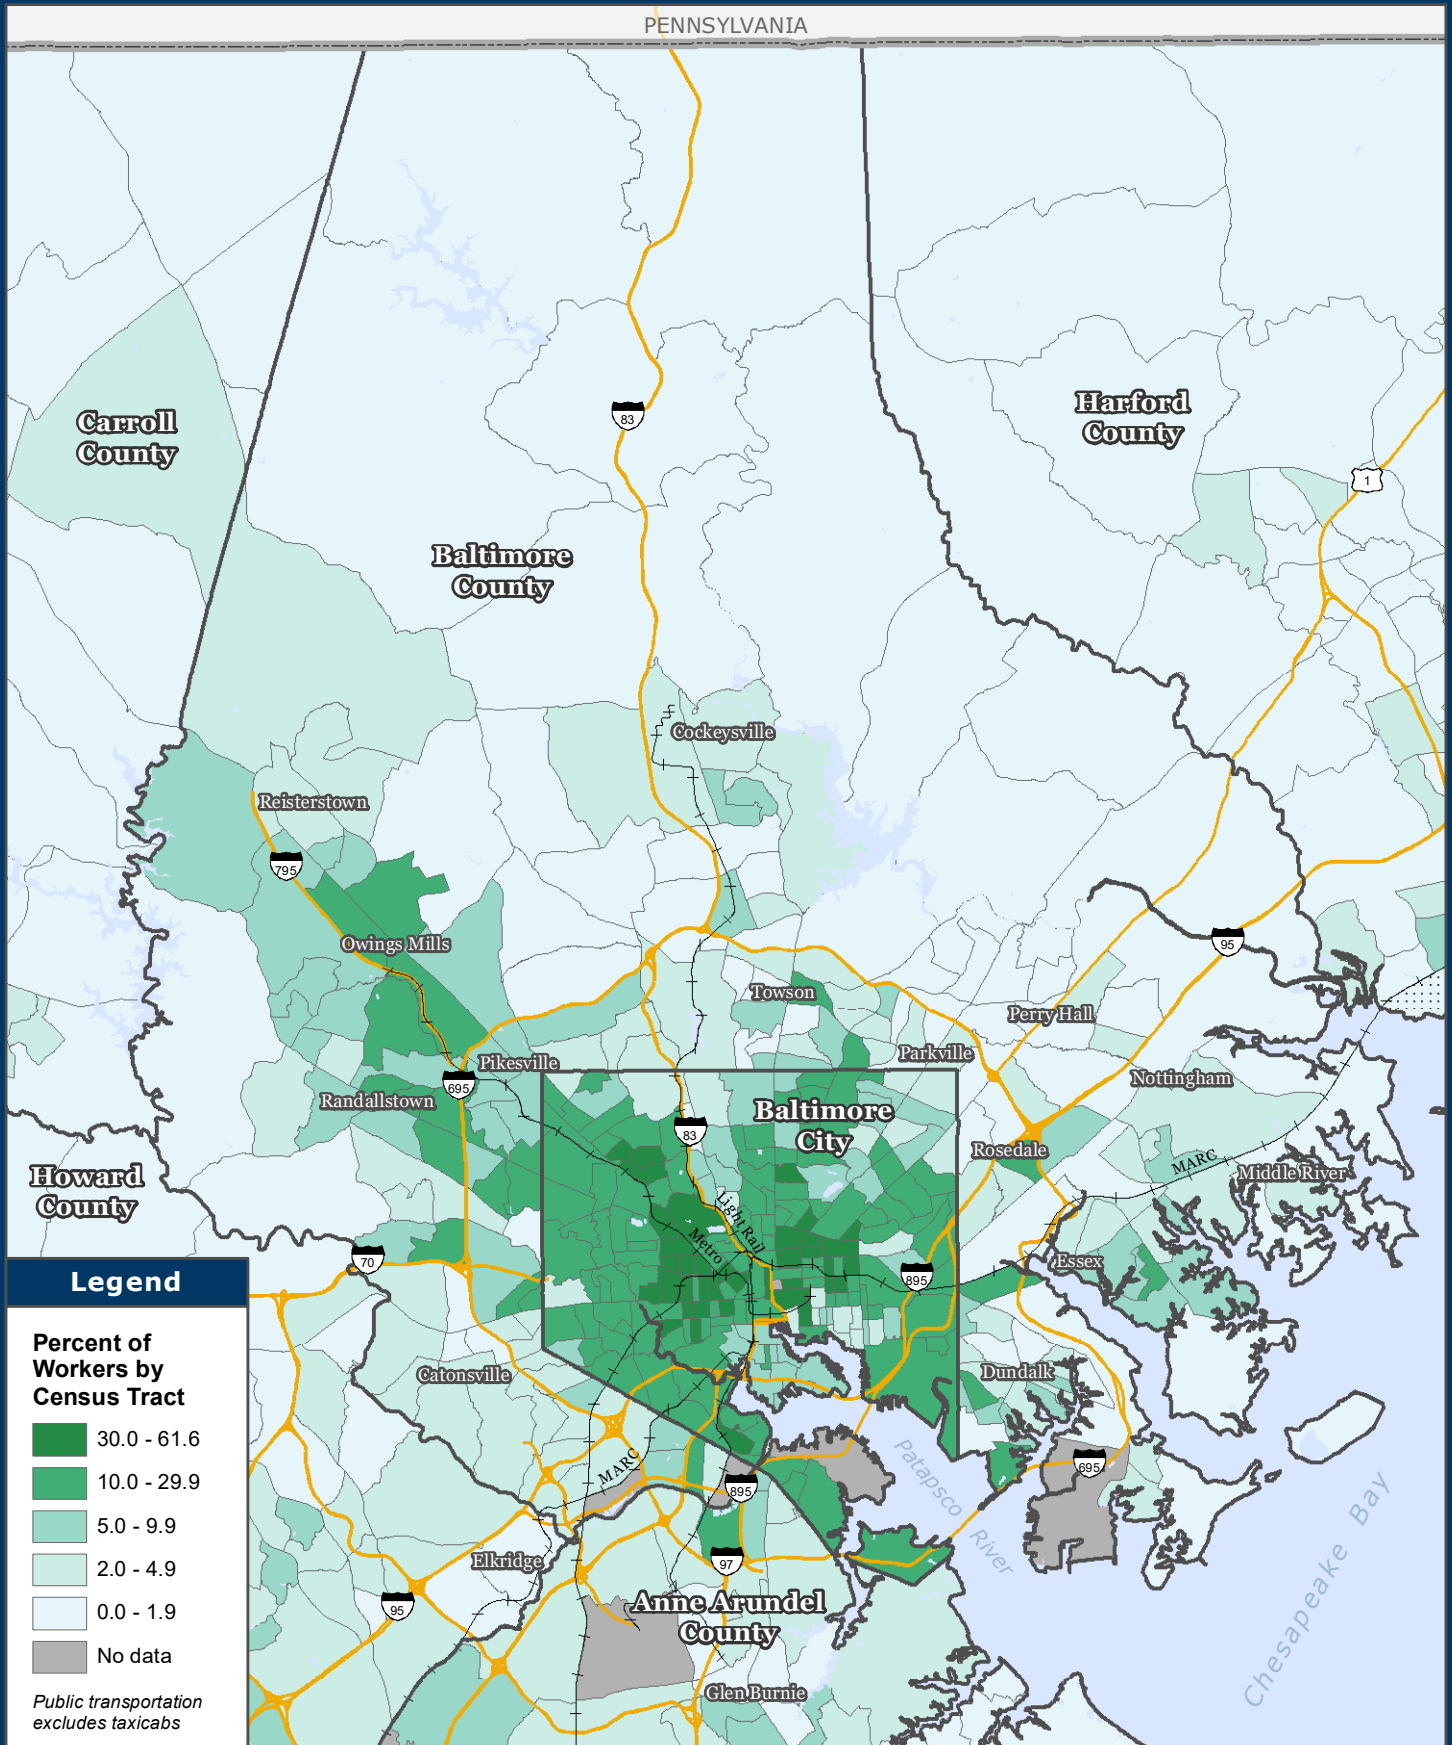 PENNSYLVANIA
Carroll
County
Harford
County
83
1
Baltimore
County
Cockeysville
Reisterstown
795
Owings Mills
95
Towson
Perry Hall
Parkville
Pikesville
695
Nottingham
Randallstown
Baltimore
City
83
Rosedale
MARC
Middle River
Howard
County
Light Rail
Metro
70
895
Essex
Catonsville
Dundalk
MARC
895
695
Patapsco River
Elkridge
97
95
Anne Arundel
County
Glen Burnie
Chesapeake Bay
Legend
Percent of
Workers by
Census Tract
30.0 - 61.6
10.0 - 29.9
5.0 - 9.9
2.0 - 4.9
0.0 - 1.9
No data
Public transportation
excludes taxicabs